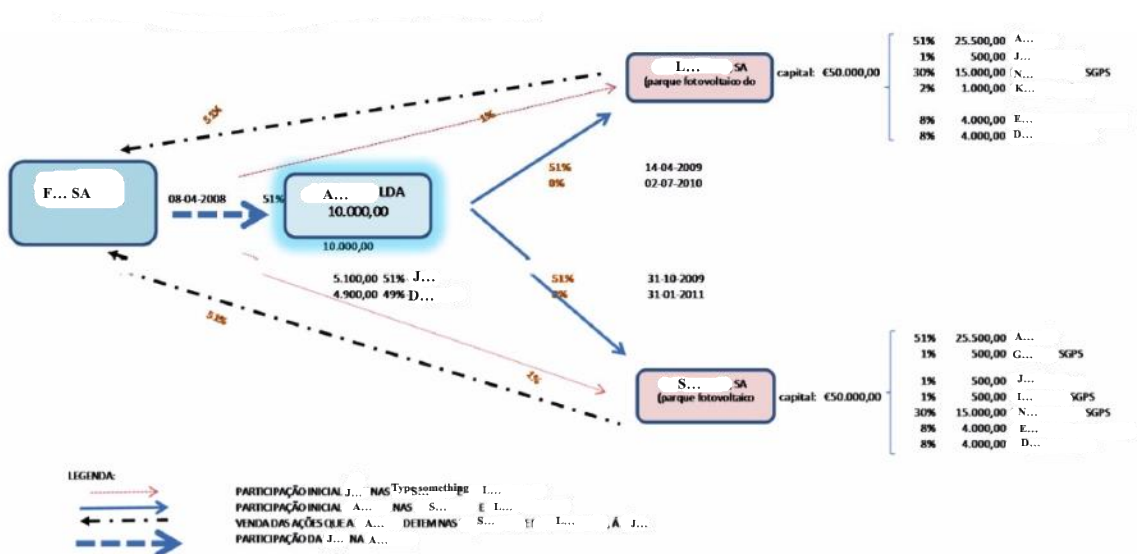 L... ,SA
(parque fotovoltaico do
capital: €50.000,00
51% 25.500,00 A...
1% 500,00 J...
30% 15.000,00 N... SGPS
2% 1.000,00 K...
8% 4.000,00 E...
8% 4.000,00 D...
51%
1%
F... SA
08-04-2008
51%
A... LDA
10.000,00
10.000,00
51% 14-04-2009
0% 02-07-2010
5.100,00 51% J...
4.900,00 49% D...
51% 31-10-2009
31-01-2011
51%
1%
S... ,SA
(parque fotovoltaico
capital: €50.000,00
51% 25.500,00 A...
1% 500,00 G... SGPS
1% 500,00 J...
1% 500,00 I... SGPS
30% 15.000,00 N... SGPS
8% 4.000,00 E...
8% 4.000,00 D...
LEGENDA:
PARTICIPAÇÃO INICIAL J... NAS Type something S... E L...
PARTICIPAÇÃO INICIAL A... NAS S... E L...
VENDA DAS AÇÕES QUE A A... DETEM NAS S... E L... , Á J...
PARTICIPAÇÃO DA J... NA A...